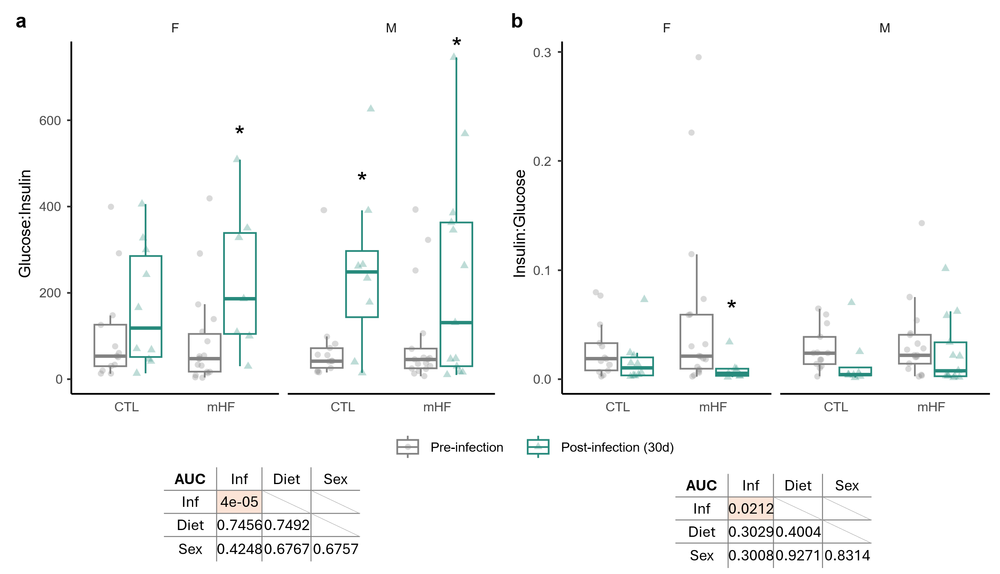 a
F
M
*
*
*
Glucose:Insulin
600
400
200
0
CTL
mHF
CTL
mHF
b
F
M
*
Insulin:Glucose
0.3
0.2
0.1
0.0
CTL
mHF
CTL
mHF
Pre-infection
Post-infection (30d)
AUC Inf Diet Sex
Inf 4e-05
Diet 0.7456 0.7492
Sex 0.4248 0.6767 0.6757
AUC Inf Diet Sex
Inf 0.0212
Diet 0.3029 0.4004
Sex 0.3008 0.9271 0.8314